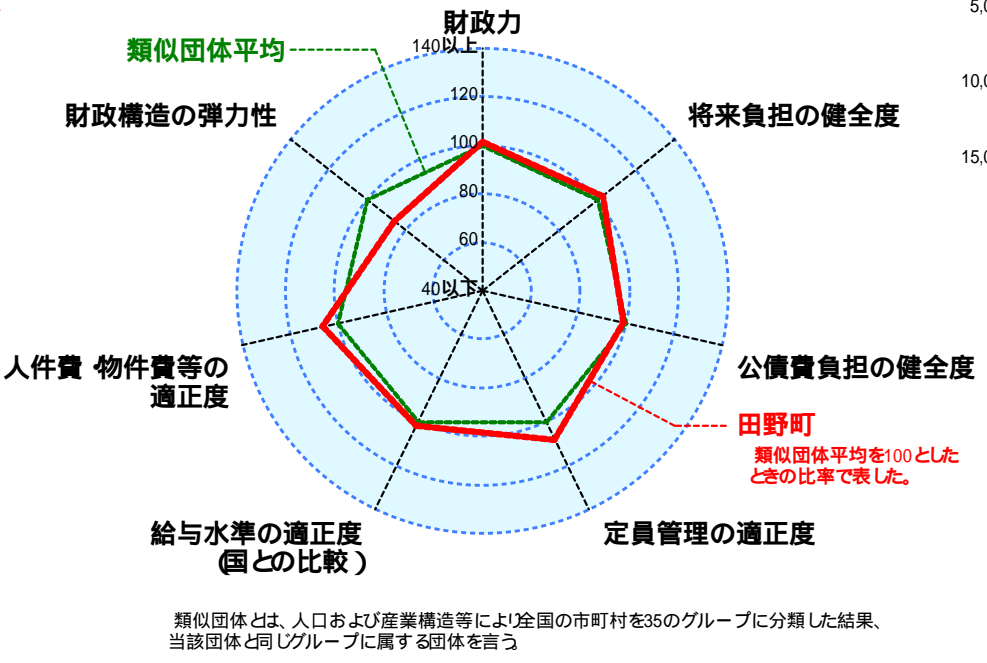 財政力
5,0
140以上
類似団体平均
10,0
120
財政構造の弾力性
将来負担の健全度
100
15,0
80
60
40以下
人件費・物件費等の
適正度
公債費負担の健全度
田野町
類似団体平均を100とした
ときの比率で表した。
給与水準の適正度
(国との比較)
定員管理の適正度
類似団体とは、人口および産業構造等により全国の市町村を35のグループに分類した結果、
当該団体と同じグループに属する団体を言う。